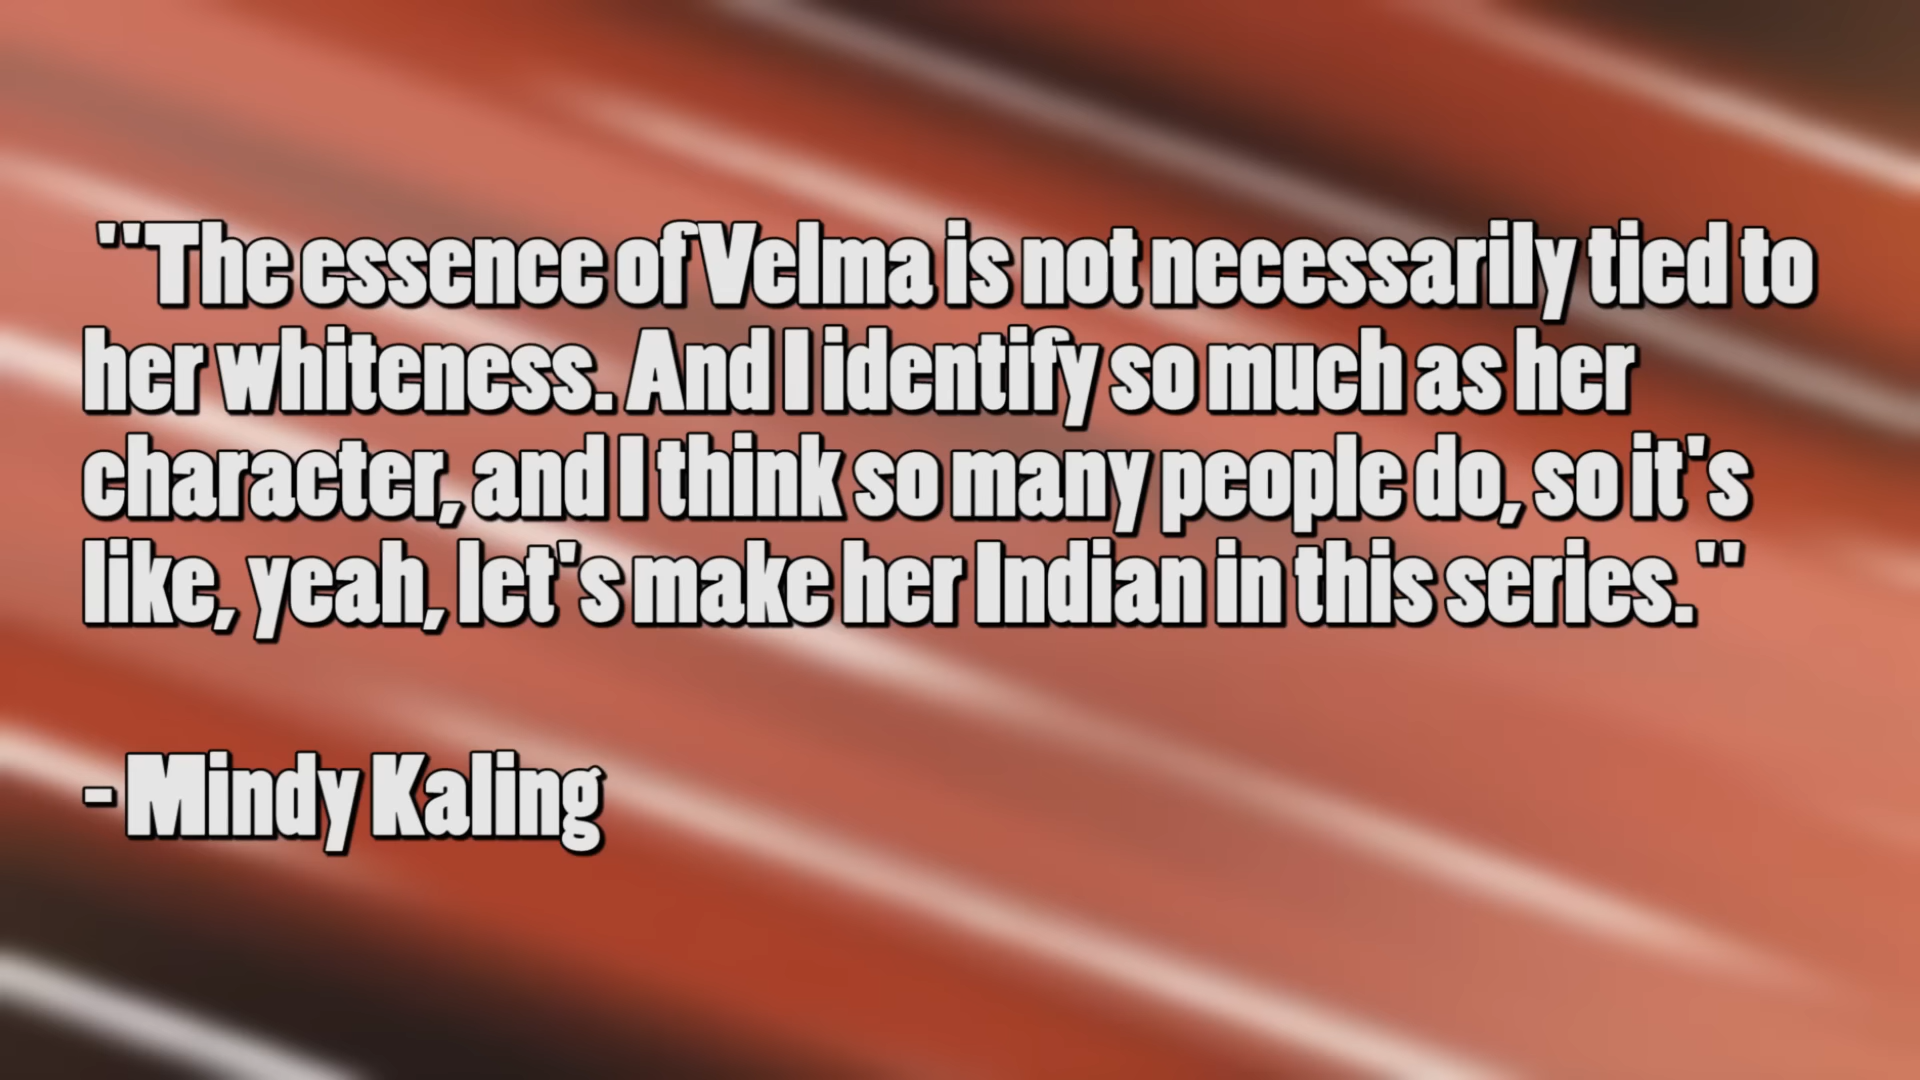 "The essence of Velma is not necessarily tied to
her whiteness. And I identify so much as her
character, and I think so many people do, so it's
like, yeah, let's make her Indian in this series."
- Mindy Kaling